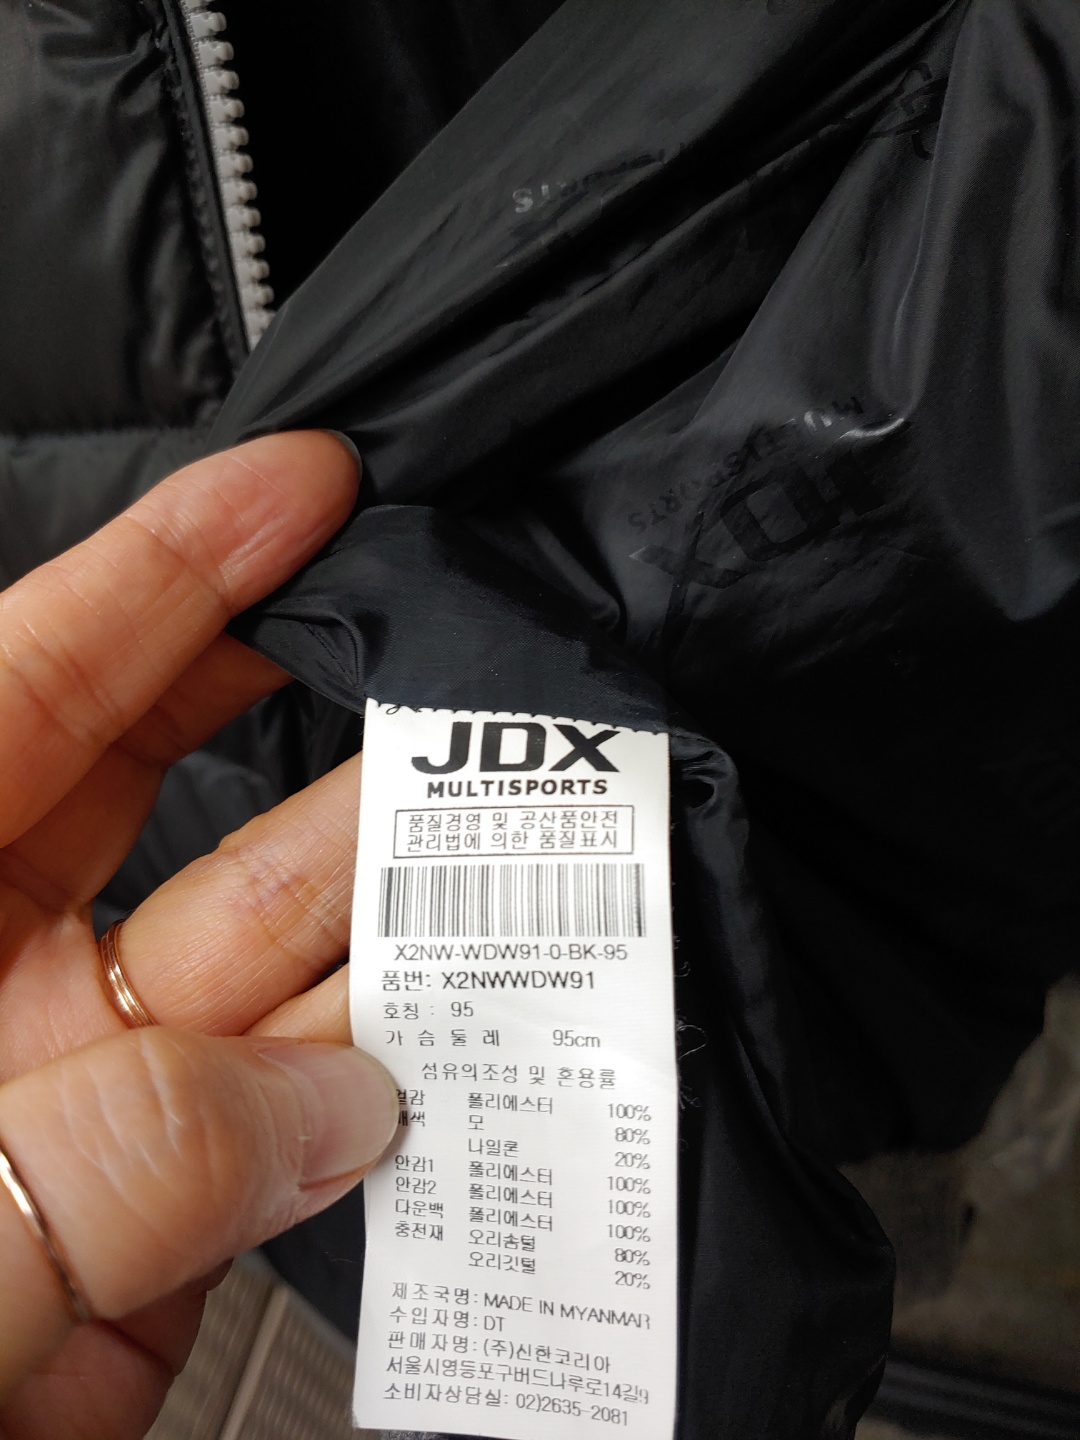 MULTISPORTS
JDX
JDX
MULTISPORTS
품질경영 및 공산품안전
관리법에 의한 품질표시
X2NW-WDW91-0-BK-95
품번: X2NWWDW91
호칭 : 95
가 슴 둘 레 95cm
섬유의조성 및 혼용률
겉감 폴리에스터 100%
배색 모 80%
나일론 20%
안감1 폴리에스터 100%
안감2 폴리에스터 100%
다운백 폴리에스터 100%
충전재 오리솜털 80%
오리깃털 20%
제조국명: MADE IN MYANMAR
수입자명: DT
판매자명: (주)신한코리아
서울시영등포구버드나루로14길9
소비자상담실: 02)2635-2081